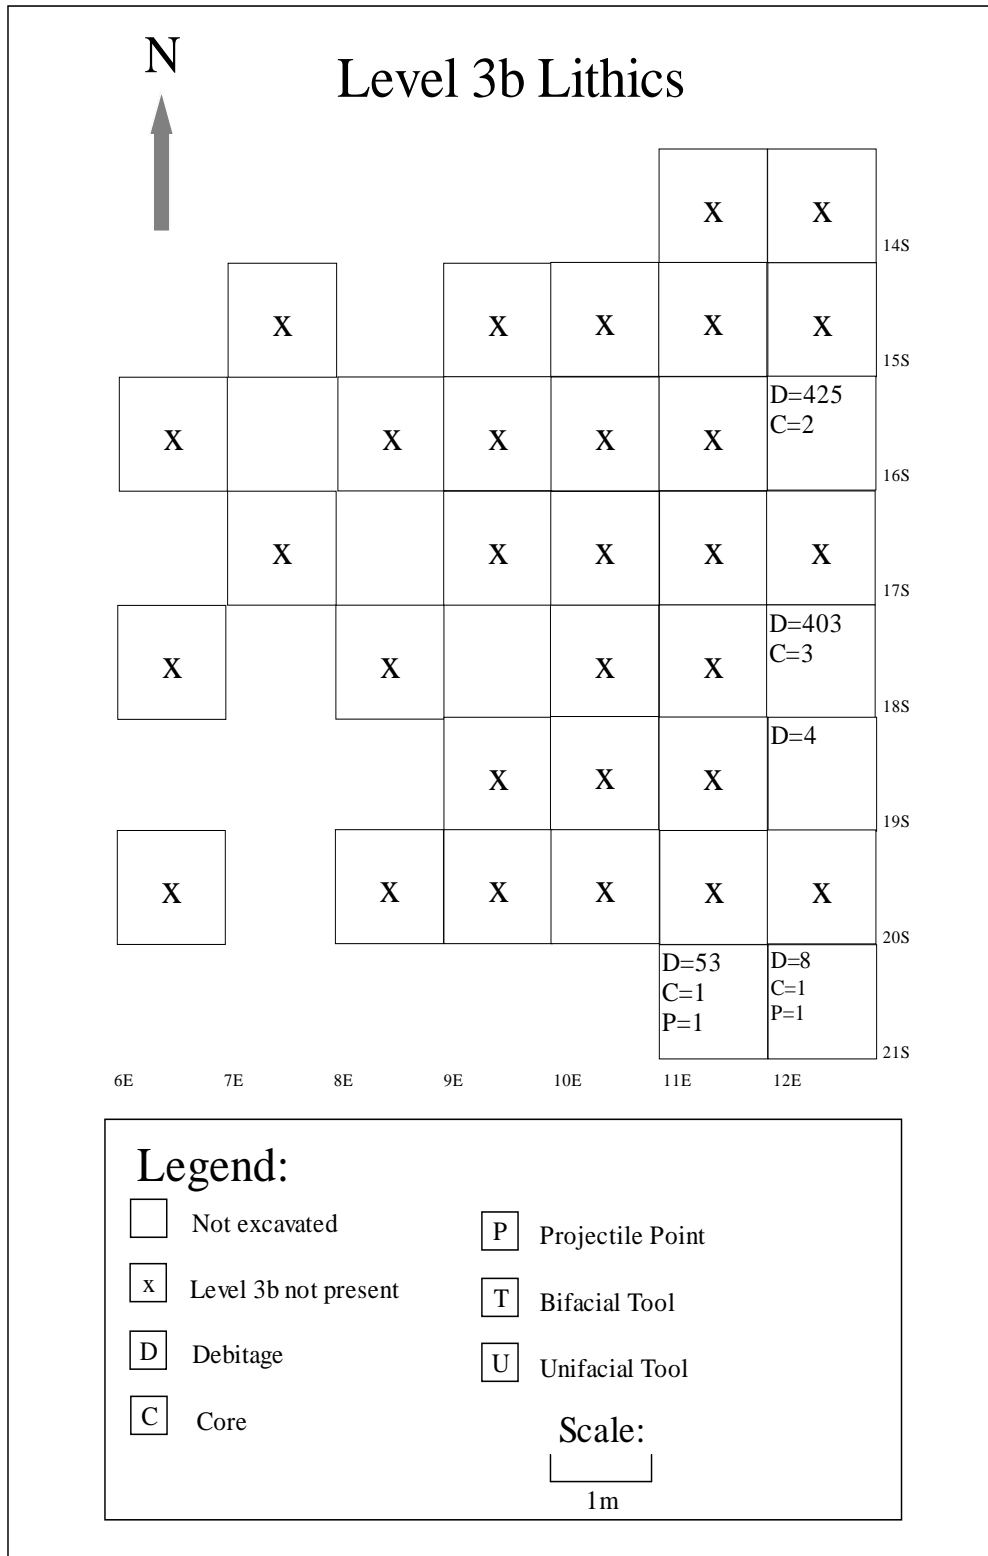 N
Level 3b Lithics
x x
14S
x x x x x
15S
x x x x x
D=425
C=2
16S
x x x x x
17S
x x x x
D=403
C=3
18S
x x x
D=4
19S
x x x x x x
20S
D=53
C=1
P=1
D=8
C=1
P=1
21S
6E 7E 8E 9E 10E 11E 12E
Legend:
Not excavated
x Level 3b not present
D Debitage
C Core
P Projectile Point
T Bifacial Tool
U Unifacial Tool
Scale:
1m